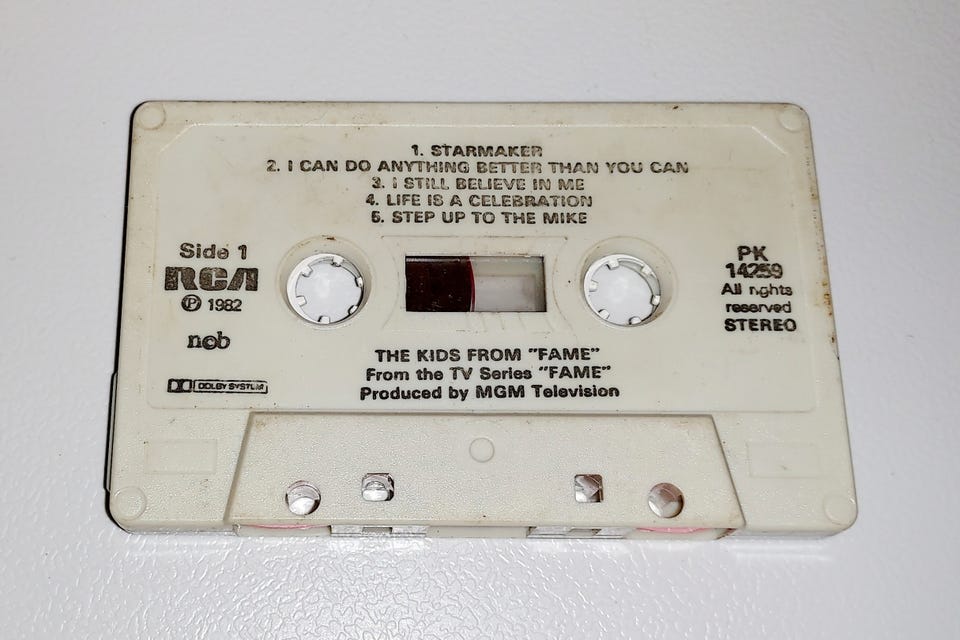 1. STARMAKER
2. I CAN DO ANYTHING BETTER THAN YOU CAN
3. I STILL BELIEVE IN ME
4. LIFE IS A CELEBRATION
5. STEP UP TO THE MIKE
Side 1
RCA
℗ 1982
ncb
DOLBY SYSTEM
PK
14259
All rights
reserved
STEREO
THE KIDS FROM "FAME"
From the TV Series "FAME"
Produced by MGM Television